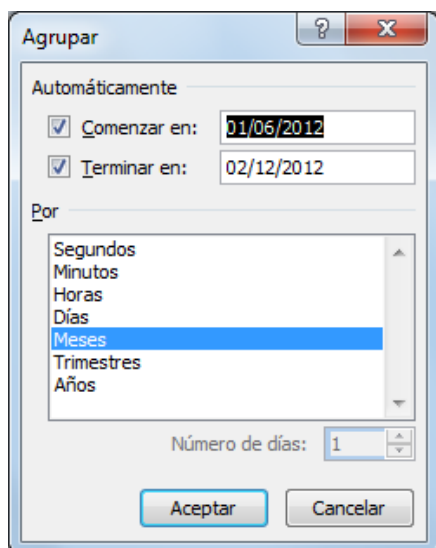 Agrupar
Automáticamente
Comenzar en: 01/06/2012
Terminar en: 02/12/2012
Por
Segundos
Minutos
Horas
Días
Meses
Trimestres
Años
Número de días: 1
Aceptar Cancelar